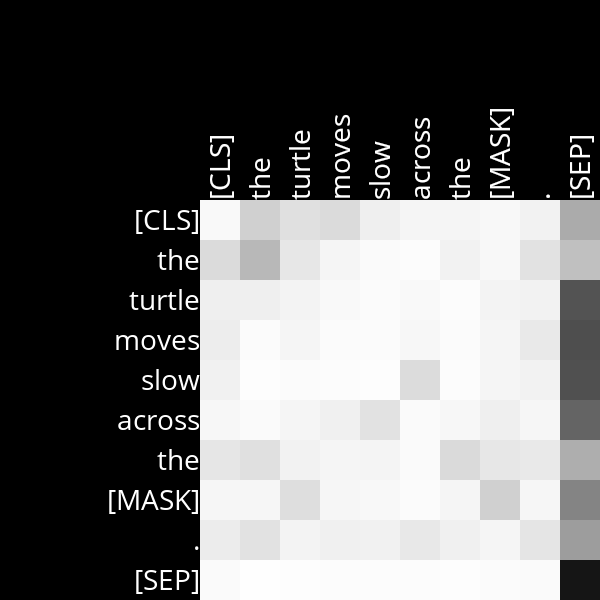 [CLS] the turtle moves slow across the [MASK] . [SEP]
[CLS]
the
turtle
moves
slow
across
the
[MASK]
.
[SEP]